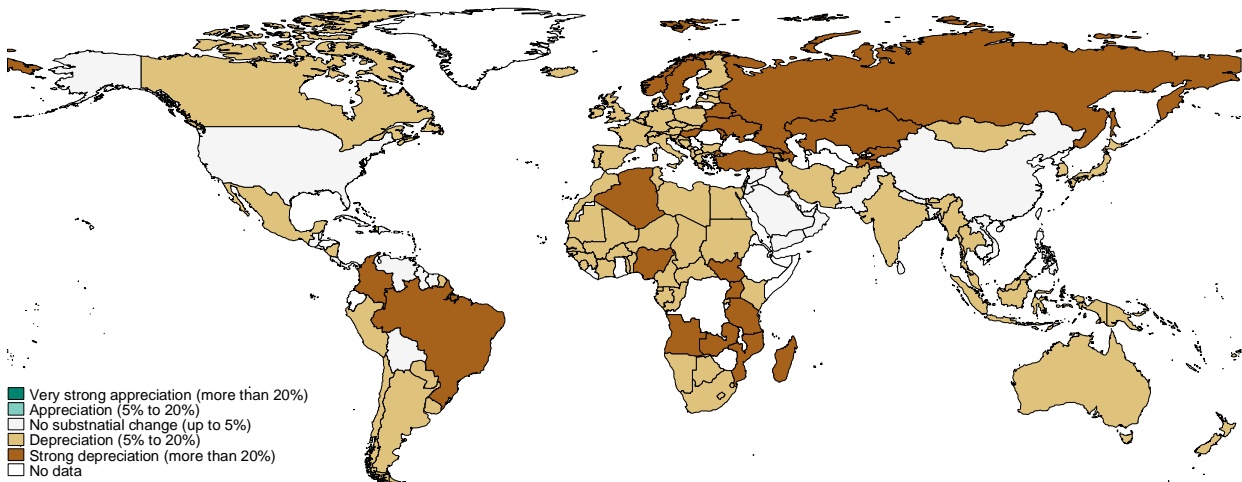 Very strong appreciation (more than 20%)
Appreciation (5% to 20%)
No substnatial change (up to 5%)
Depreciation (5% to 20%)
Strong depreciation (more than 20%)
No data